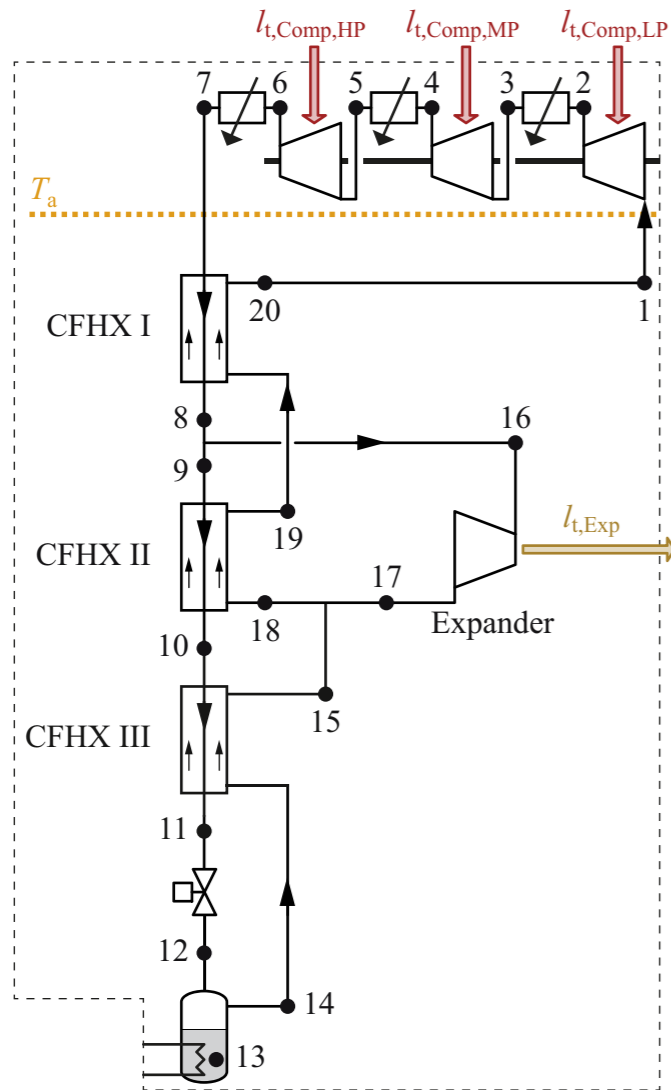 l_t,Comp,HP l_t,Comp,MP l_t,Comp,LP
7 6 5 4 3 2
T_a
CFHX I
20 1
8
16
9
l_t,Exp
CFHX II
19
17
18
Expander
10
CFHX III
15
11
12
14
13